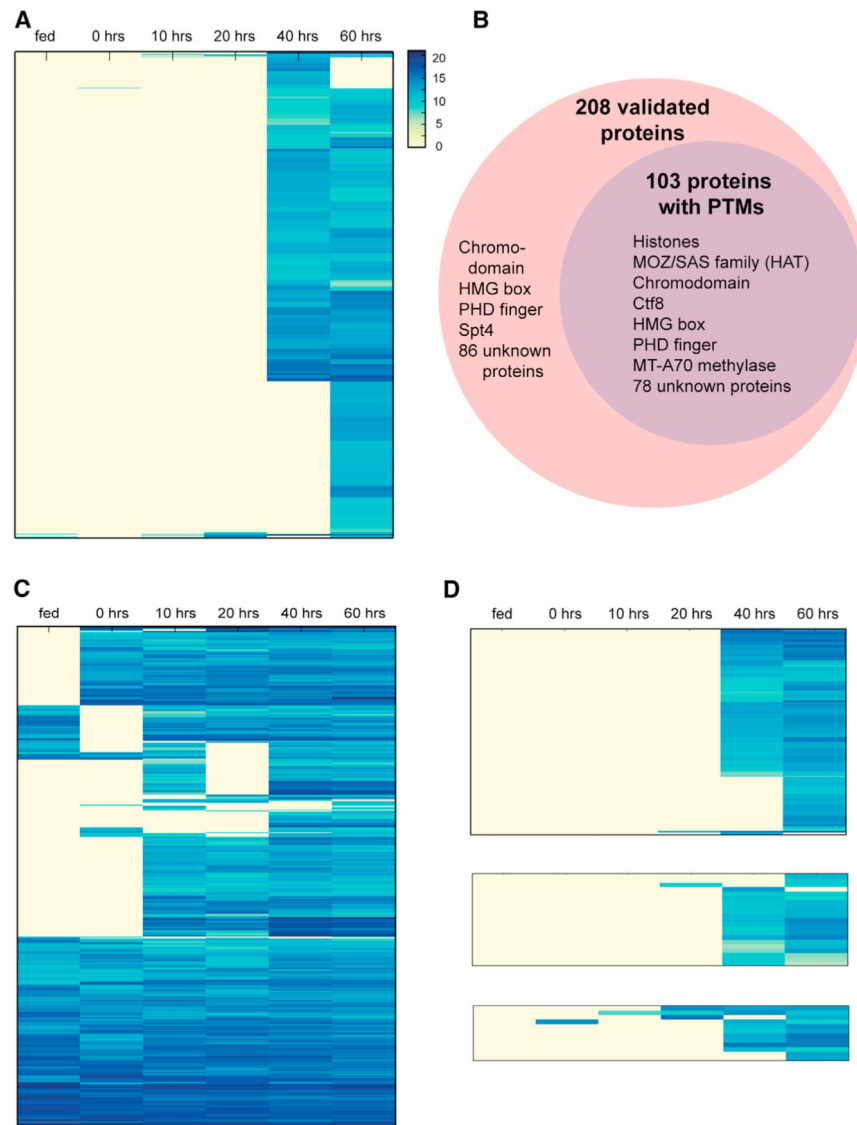 A
fed 0 hrs 10 hrs 20 hrs 40 hrs 60 hrs
20
15
10
5
0
B
208 validated
proteins
103 proteins
with PTMs
Chromo-
domain
HMG box
PHD finger
Spt4
86 unknown
proteins
Histones
MOZ/SAS family (HAT)
Chromodomain
Ctf8
HMG box
PHD finger
MT-A70 methylase
78 unknown proteins
C
fed 0 hrs 10 hrs 20 hrs 40 hrs 60 hrs
D
fed 0 hrs 10 hrs 20 hrs 40 hrs 60 hrs